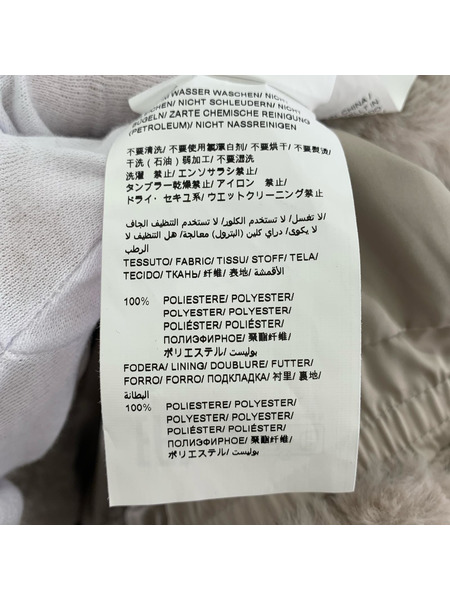 WASSER WASCHEN/ NICHT
NICHT SCHLEUDERN/ NICHT
BÜGELN/ ZARTE CHEMISCHE REINIGUNG
(PETROLEUM)/ NICHT NASSREINIGEN
不要清洗/ 不要使用氯漂白剂/ 不要烘干/ 不要熨烫/
干洗（石油）弱加工/ 不要湿洗
洗濯 禁止/ エンソサラシ 禁止/
タンブラー乾燥禁止/ アイロン 禁止/
ドライ・セキユ系/ ウエットクリーニング禁止/
لا تغسل/ لا تستخدم الكلور/ لا تستخدم التنظيف الجاف/
لا يكوى/ دراي كلين (البترول) معالجة/ هل التنظيف لا
الرطب
TESSUTO/ FABRIC/ TISSU/ STOFF/ TELA/
TECIDO/ ТКАНЬ/ 纤维/ 表地/ الأقمشة/
100% POLIESTERE/ POLYESTER/
POLYESTER/ POLYESTER/
POLIÉSTER/ POLIÉSTER/
ПОЛИЭФИРНОЕ/ 聚酯纤维/
ポリエステル/ بوليست/
FODERA/ LINING/ DOUBLURE/ FUTTER/
FORRO/ FORRO/ ПОДКЛАДКА/ 衬里/ 裏地/
البطانة
100% POLIESTERE/ POLYESTER/
POLYESTER/ POLYESTER/
POLIÉSTER/ POLIÉSTER/
ПОЛИЭФИРНОЕ/ 聚酯纤维/
ポリエステル/ بوليست/
CHINA /